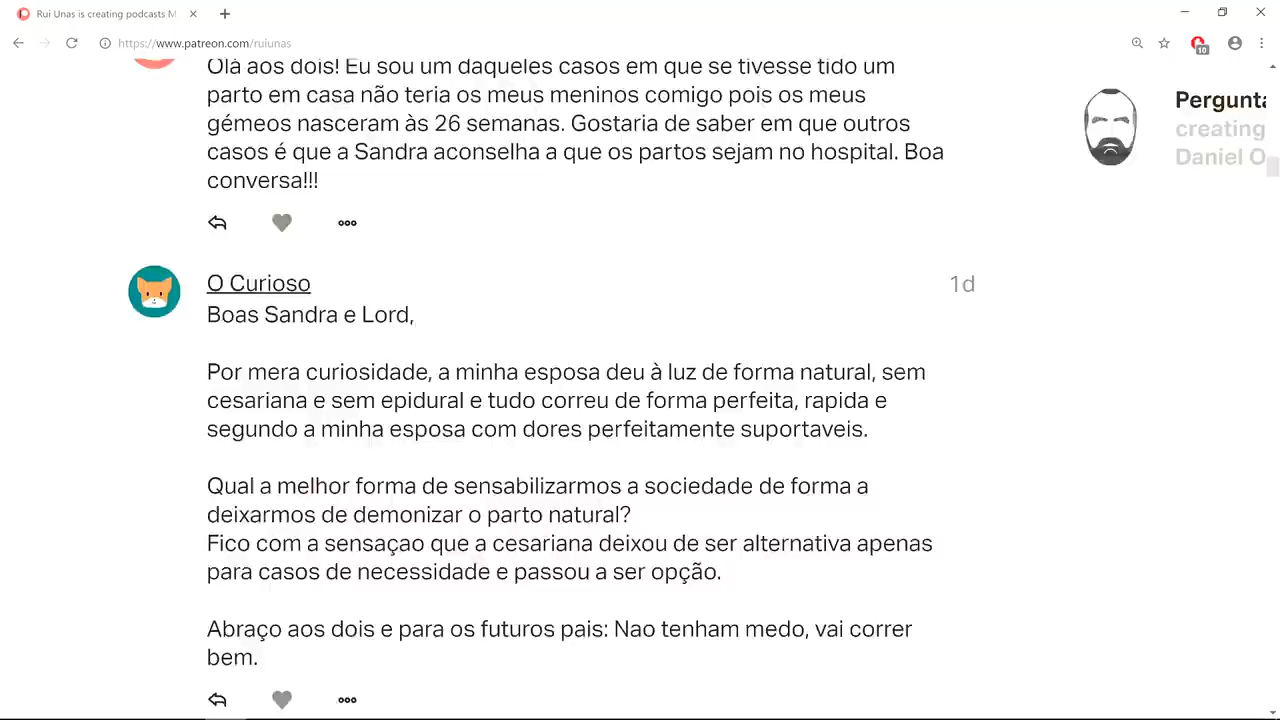 Rui Unas is creating podcasts M
https://www.patreon.com/ruiunas
10
Olá aos dois! Eu sou um daqueles casos em que se tivesse tido um
parto em casa não teria os meus meninos comigo pois os meus
gémeos nasceram às 26 semanas. Gostaria de saber em que outros
casos é que a Sandra aconselha a que os partos sejam no hospital. Boa
conversa!!!
Pergunta
creating
Daniel O
O Curioso
1d
Boas Sandra e Lord,
Por mera curiosidade, a minha esposa deu à luz de forma natural, sem
cesariana e sem epidural e tudo correu de forma perfeita, rapida e
segundo a minha esposa com dores perfeitamente suportaveis.
Qual a melhor forma de sensabilizarmos a sociedade de forma a
deixarmos de demonizar o parto natural?
Fico com a sensaçao que a cesariana deixou de ser alternativa apenas
para casos de necessidade e passou a ser opção.
Abraço aos dois e para os futuros pais: Nao tenham medo, vai correr
bem.